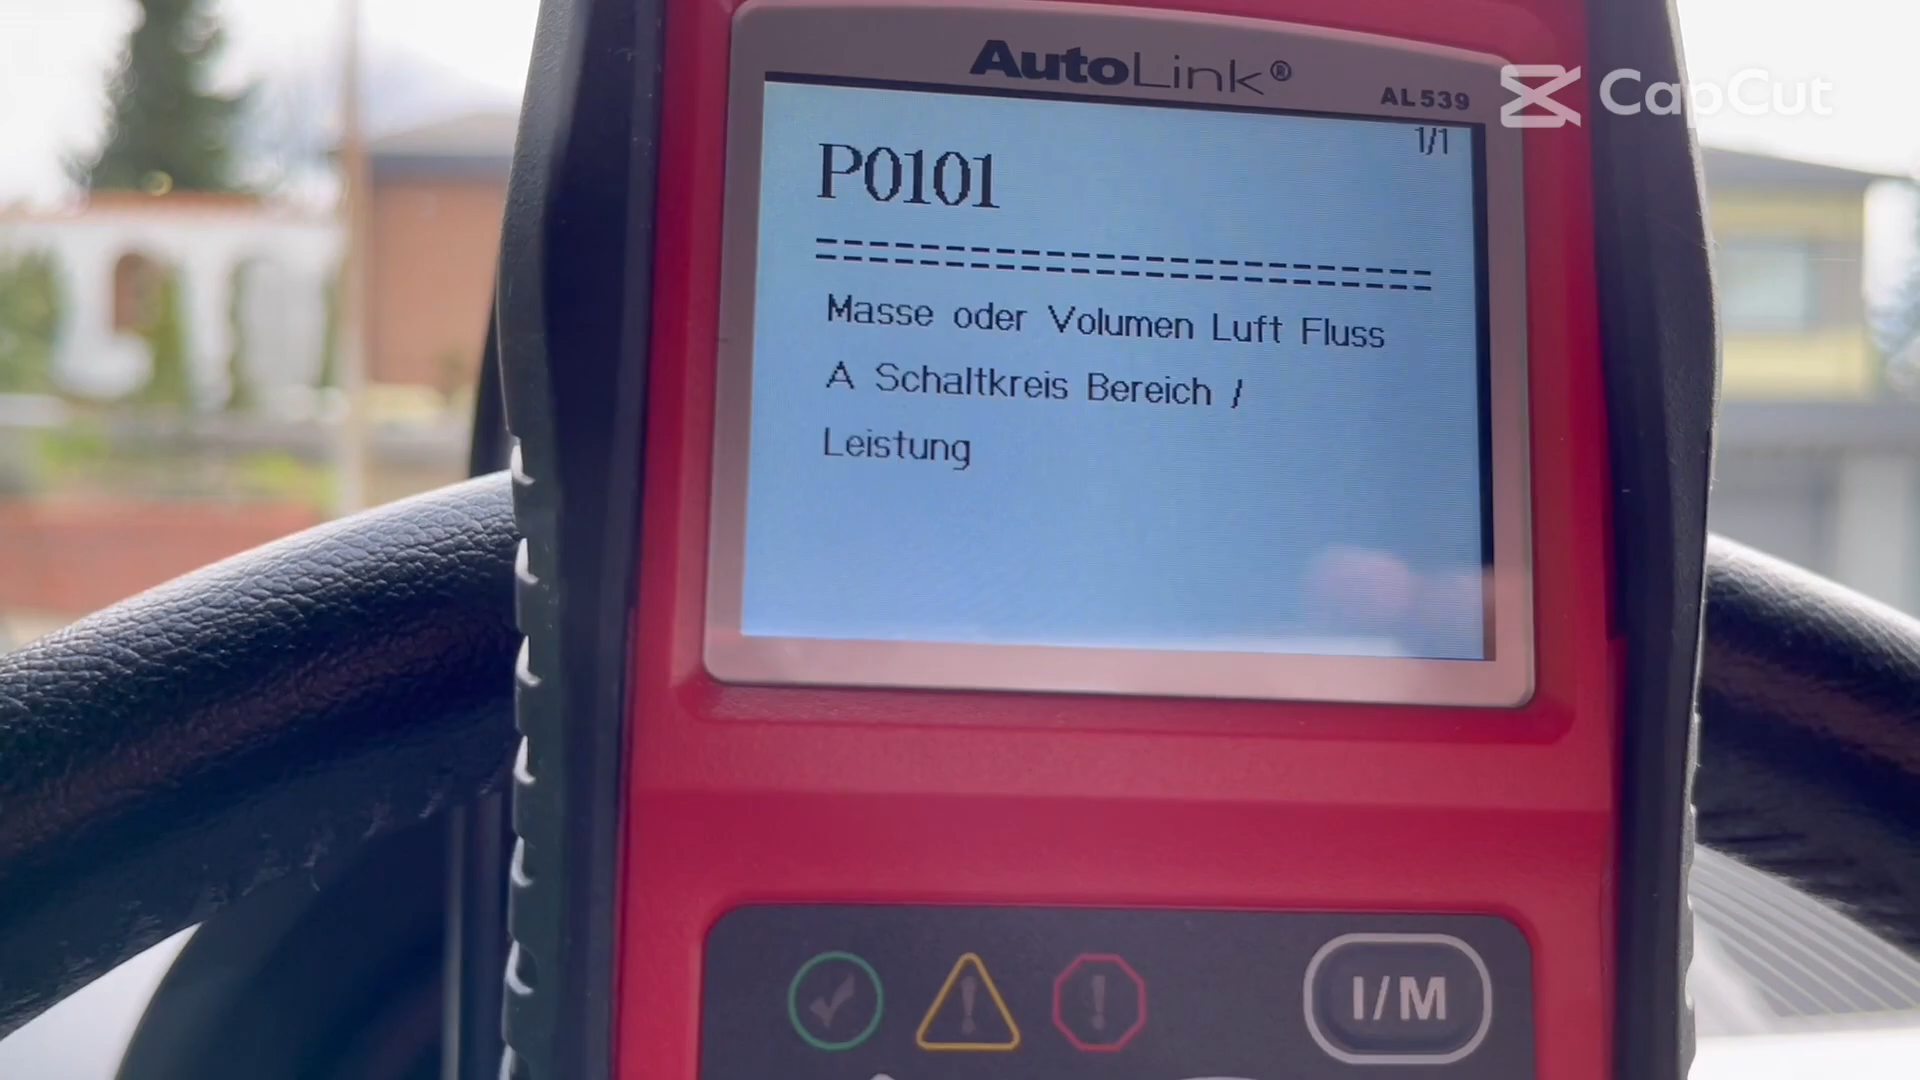 AutoLink®
AL539
CapCut
1/1
P0101
========================
Masse oder Volumen Luft Fluss
A Schaltkreis Bereich /
Leistung
I/M